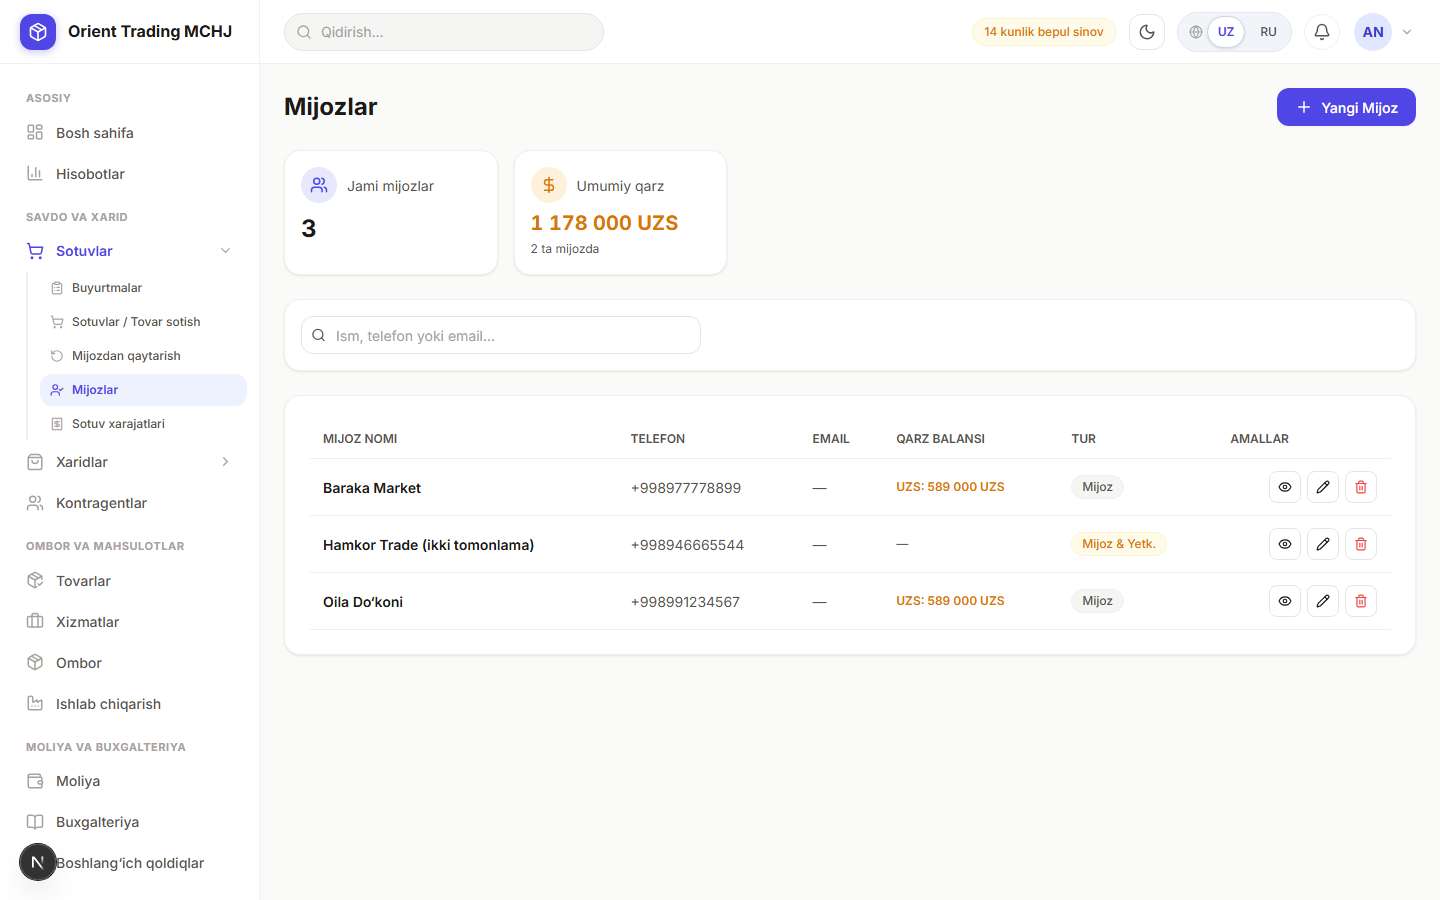 Orient Trading MCHJ
Qidirish...
14 kunlik bepul sinov
UZ
RU
AN
ASOSIY
Bosh sahifa
Hisobotlar
SAVDO VA XARID
Sotuvlar
Buyurtmalar
Sotuvlar / Tovar sotish
Mijozdan qaytarish
Mijozlar
Sotuv xarajatlari
Xaridlar
Kontragentlar
OMBOR VA MAHSULOTLAR
Tovarlar
Xizmatlar
Ombor
Ishlab chiqarish
MOLIYA VA BUXGALTERIYA
Moliya
Buxgalteriya
N
Boshlangʻich qoldiqlar
Mijozlar
Yangi Mijoz
Jami mijozlar
3
Umumiy qarz
1 178 000 UZS
2 ta mijozda
Ism, telefon yoki email...
MIJOZ NOMI TELEFON EMAIL QARZ BALANSI TUR AMALLAR
Baraka Market +998977778899 — UZS: 589 000 UZS Mijoz
Hamkor Trade (ikki tomonlama) +998946665544 — — Mijoz & Yetk.
Oila Doʻkoni +998991234567 — UZS: 589 000 UZS Mijoz